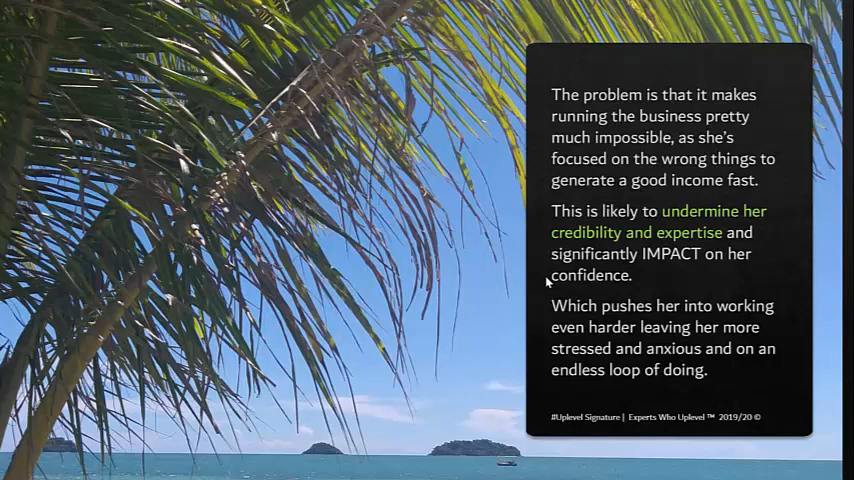 The problem is that it makes
running the business pretty
much impossible, as she's
focused on the wrong things to
generate a good income fast.
This is likely to undermine her
credibility and expertise and
significantly IMPACT on her
confidence.
Which pushes her into working
even harder leaving her more
stressed and anxious and on an
endless loop of doing.
#Uplevel Signature | Experts Who Uplevel ™ 2019/20 ©